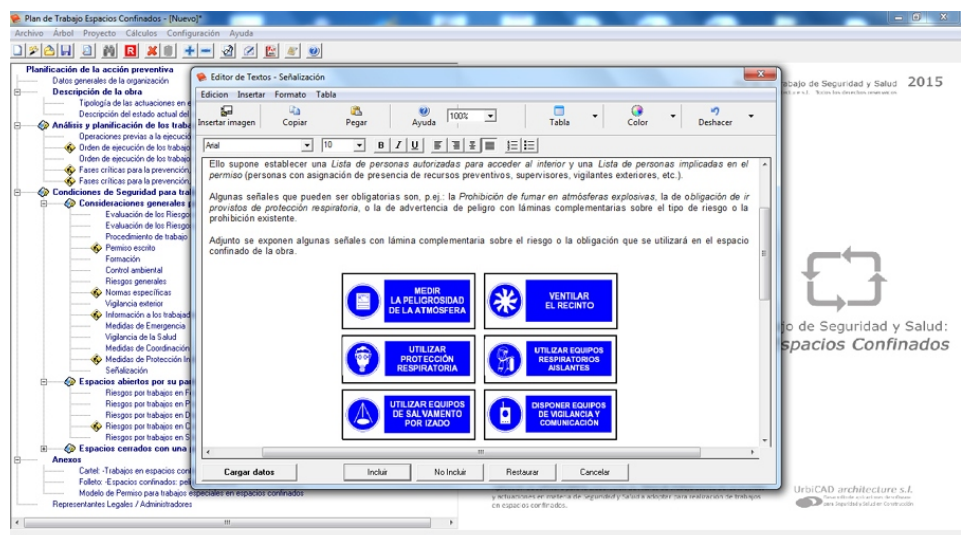 Plan de Trabajo Espacios Confinados - [Nuevo]*
Archivo Árbol Proyecto Cálculos Configuración Ayuda
Planificación de la acción preventiva
Datos generales de la organización
Descripción de la obra
Tipología de las actuaciones en e
Descripción del estado actual del
Análisis y planificación de los traba
Operaciones previas a la ejecució
Orden de ejecución de los trabajo
Orden de ejecución de los trabajo
Fases críticas para la prevención,
Fases críticas para la prevención,
Condiciones de Seguridad para tra
Consideraciones generales p
Evaluación de los Riesgo
Evaluación de los Riesgo
Procedimiento de trabajo
Permiso escrito
Formación
Control ambiental
Riesgos generales
Normas específicas
Vigilancia exterior
Información a los trabajad
Medidas de Emergencia
Vigilancia de la Salud
Medidas de Coordinación
Medidas de Protección In
Señalización
Espacios abiertos por su pa
Riesgos por trabajos en F
Riesgos por trabajos en P
Riesgos por trabajos en D
Riesgos por trabajos en C
Riesgos por trabajos en S
Espacios cerrados con una
Anexos
Cartel: -Trabajos en espacios conf
Folleto: -Espacios confinados: pel
Modelo de Permiso para trabajos especiales en espacios confinados
Representantes Legales / Administradores
Editor de Textos - Señalización
Edicion Insertar Formato Tabla
Insertar imagen Copiar Pegar Ayuda 100% Tabla Color Deshacer
Arial 10 B I U
Ello supone establecer una Lista de personas autorizadas para acceder al interior y una Lista de personas implicadas en el
permiso (personas con asignación de presencia de recursos preventivos, supervisores, vigilantes exteriores, etc.).
Algunas señales que pueden ser obligatorias son, p.ej.: la Prohibición de fumar en atmósferas explosivas, la de obligación de ir
provistos de protección respiratoria, o la de advertencia de peligro con láminas complementarias sobre el tipo de riesgo o la
prohibición existente.
Adjunto se exponen algunas señales con lámina complementaria sobre el riesgo o la obligación que se utilizará en el espacio
confinado de la obra.
MEDIR
LA PELIGROSIDAD
DE LA ATMÓSFERA
VENTILAR
EL RECINTO
UTILIZAR
PROTECCIÓN
RESPIRATORIA
UTILIZAR EQUIPOS
RESPIRATORIOS
AISLANTES
UTILIZAR EQUIPOS
DE SALVAMENTO
POR IZADO
DISPONER EQUIPOS
DE VIGILANCIA Y
COMUNICACIÓN
Cargar datos Incluir No Incluir Restaurar Cancelar
abajo de Seguridad y Salud 2015
jo de Seguridad y Salud:
spacios Confinados
y actuaciones en materia de Seguridad y Salud a adoptar para realización de trabajos
en espacios confinados.
UrbiCAD architecture s.l.